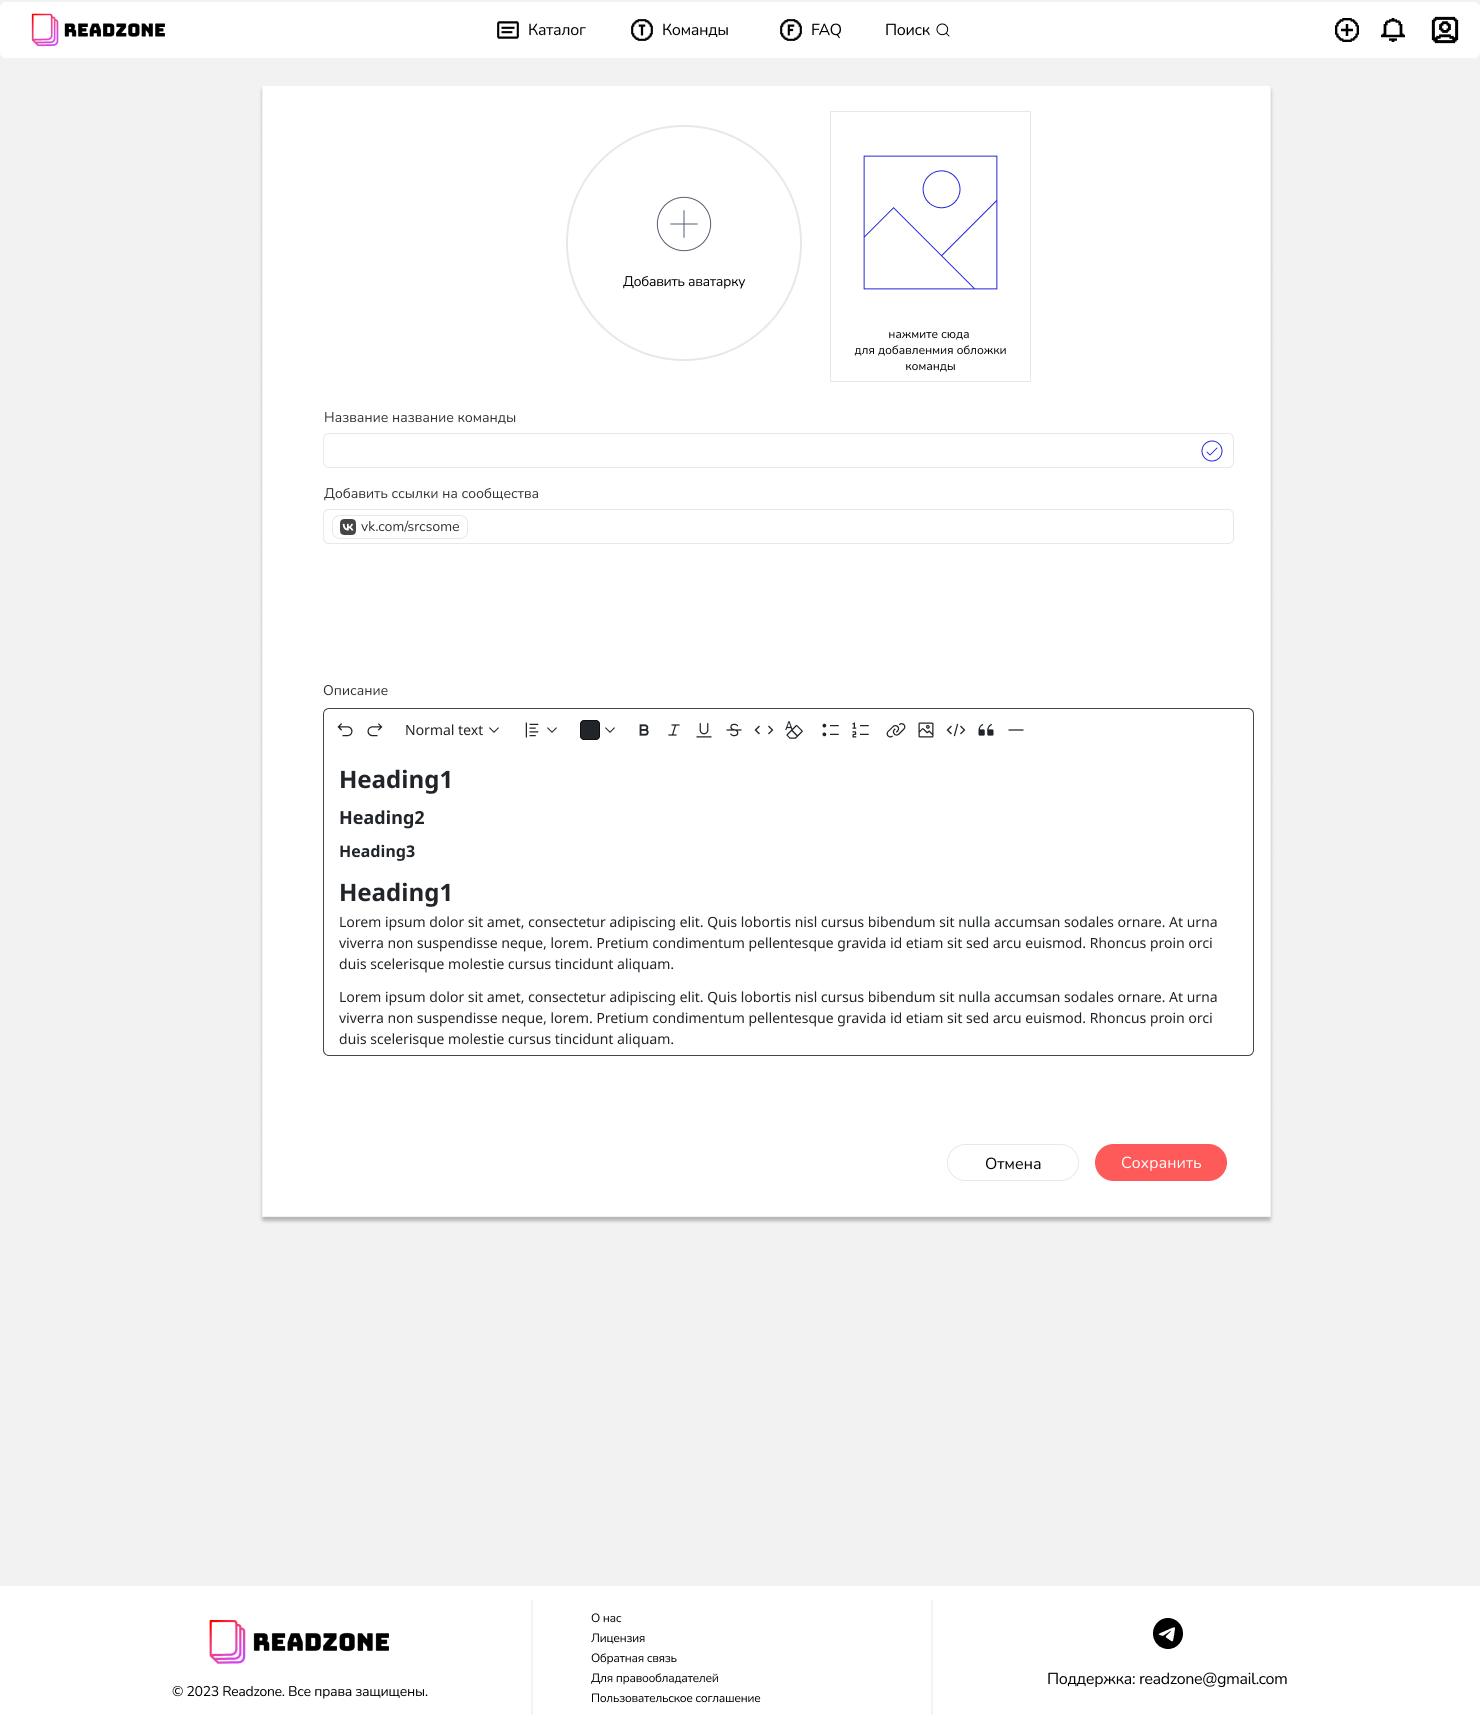 READZONE
Каталог
Команды
FAQ
Поиск
Добавить аватарку
нажмите сюда
для добавленмия обложки
команды
Название название команды
Добавить ссылки на сообщества
vk.com/srcsome
Описание
Normal text
Heading1
Heading2
Heading3
Heading1
Lorem ipsum dolor sit amet, consectetur adipiscing elit. Quis lobortis nisl cursus bibendum sit nulla accumsan sodales ornare. At urna
viverra non suspendisse neque, lorem. Pretium condimentum pellentesque gravida id etiam sit sed arcu euismod. Rhoncus proin orci
duis scelerisque molestie cursus tincidunt aliquam.
Lorem ipsum dolor sit amet, consectetur adipiscing elit. Quis lobortis nisl cursus bibendum sit nulla accumsan sodales ornare. At urna
viverra non suspendisse neque, lorem. Pretium condimentum pellentesque gravida id etiam sit sed arcu euismod. Rhoncus proin orci
duis scelerisque molestie cursus tincidunt aliquam.
Отмена
Сохранить
READZONE
© 2023 Readzone. Все права защищены.
О нас
Лицензия
Обратная связь
Для правообладателей
Пользовательское соглашение
Поддержка: readzone@gmail.com